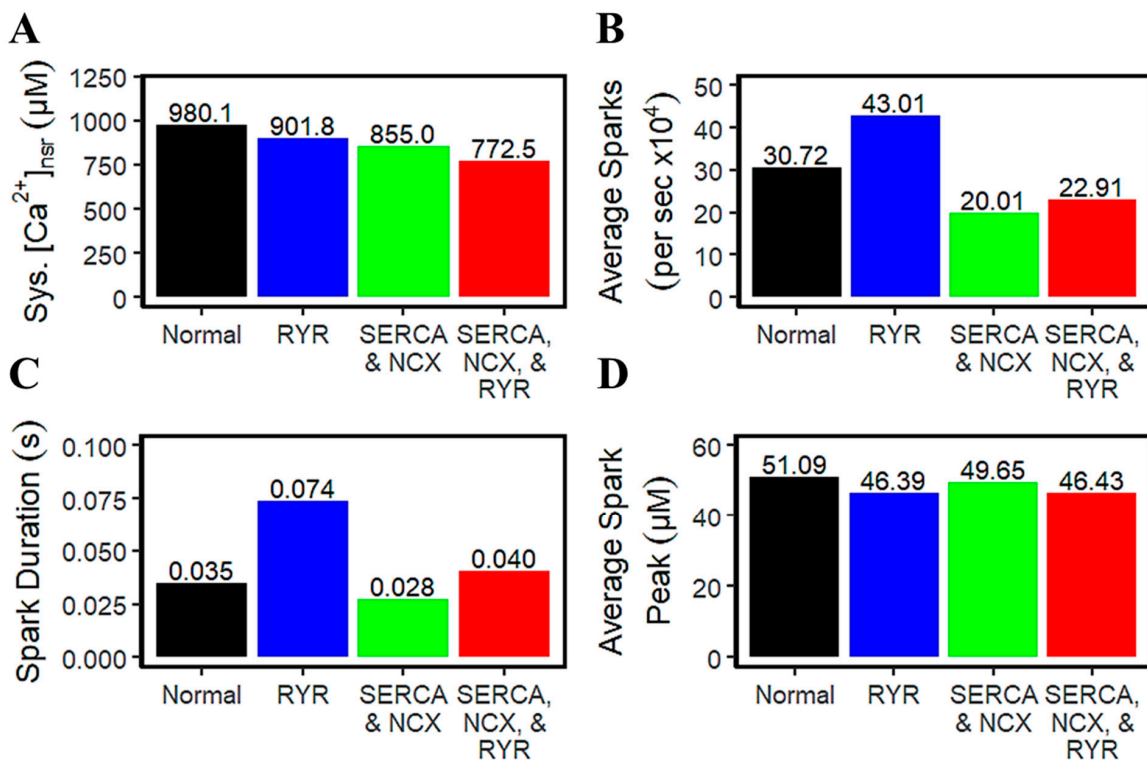 A
Sys. [Ca²⁺]nsr (µM)
1250
1000
750
500
250
0
980.1
901.8
855.0
772.5
Normal
RYR
SERCA
& NCX
SERCA,
NCX, &
RYR
B
Average Sparks
(per sec x10⁴)
50
40
30
20
10
0
30.72
43.01
20.01
22.91
Normal
RYR
SERCA
& NCX
SERCA,
NCX, &
RYR
C
Spark Duration (s)
0.100
0.075
0.050
0.025
0.000
0.035
0.074
0.028
0.040
Normal
RYR
SERCA
& NCX
SERCA,
NCX, &
RYR
D
Average Spark
Peak (µM)
60
40
20
0
51.09
46.39
49.65
46.43
Normal
RYR
SERCA
& NCX
SERCA,
NCX, &
RYR